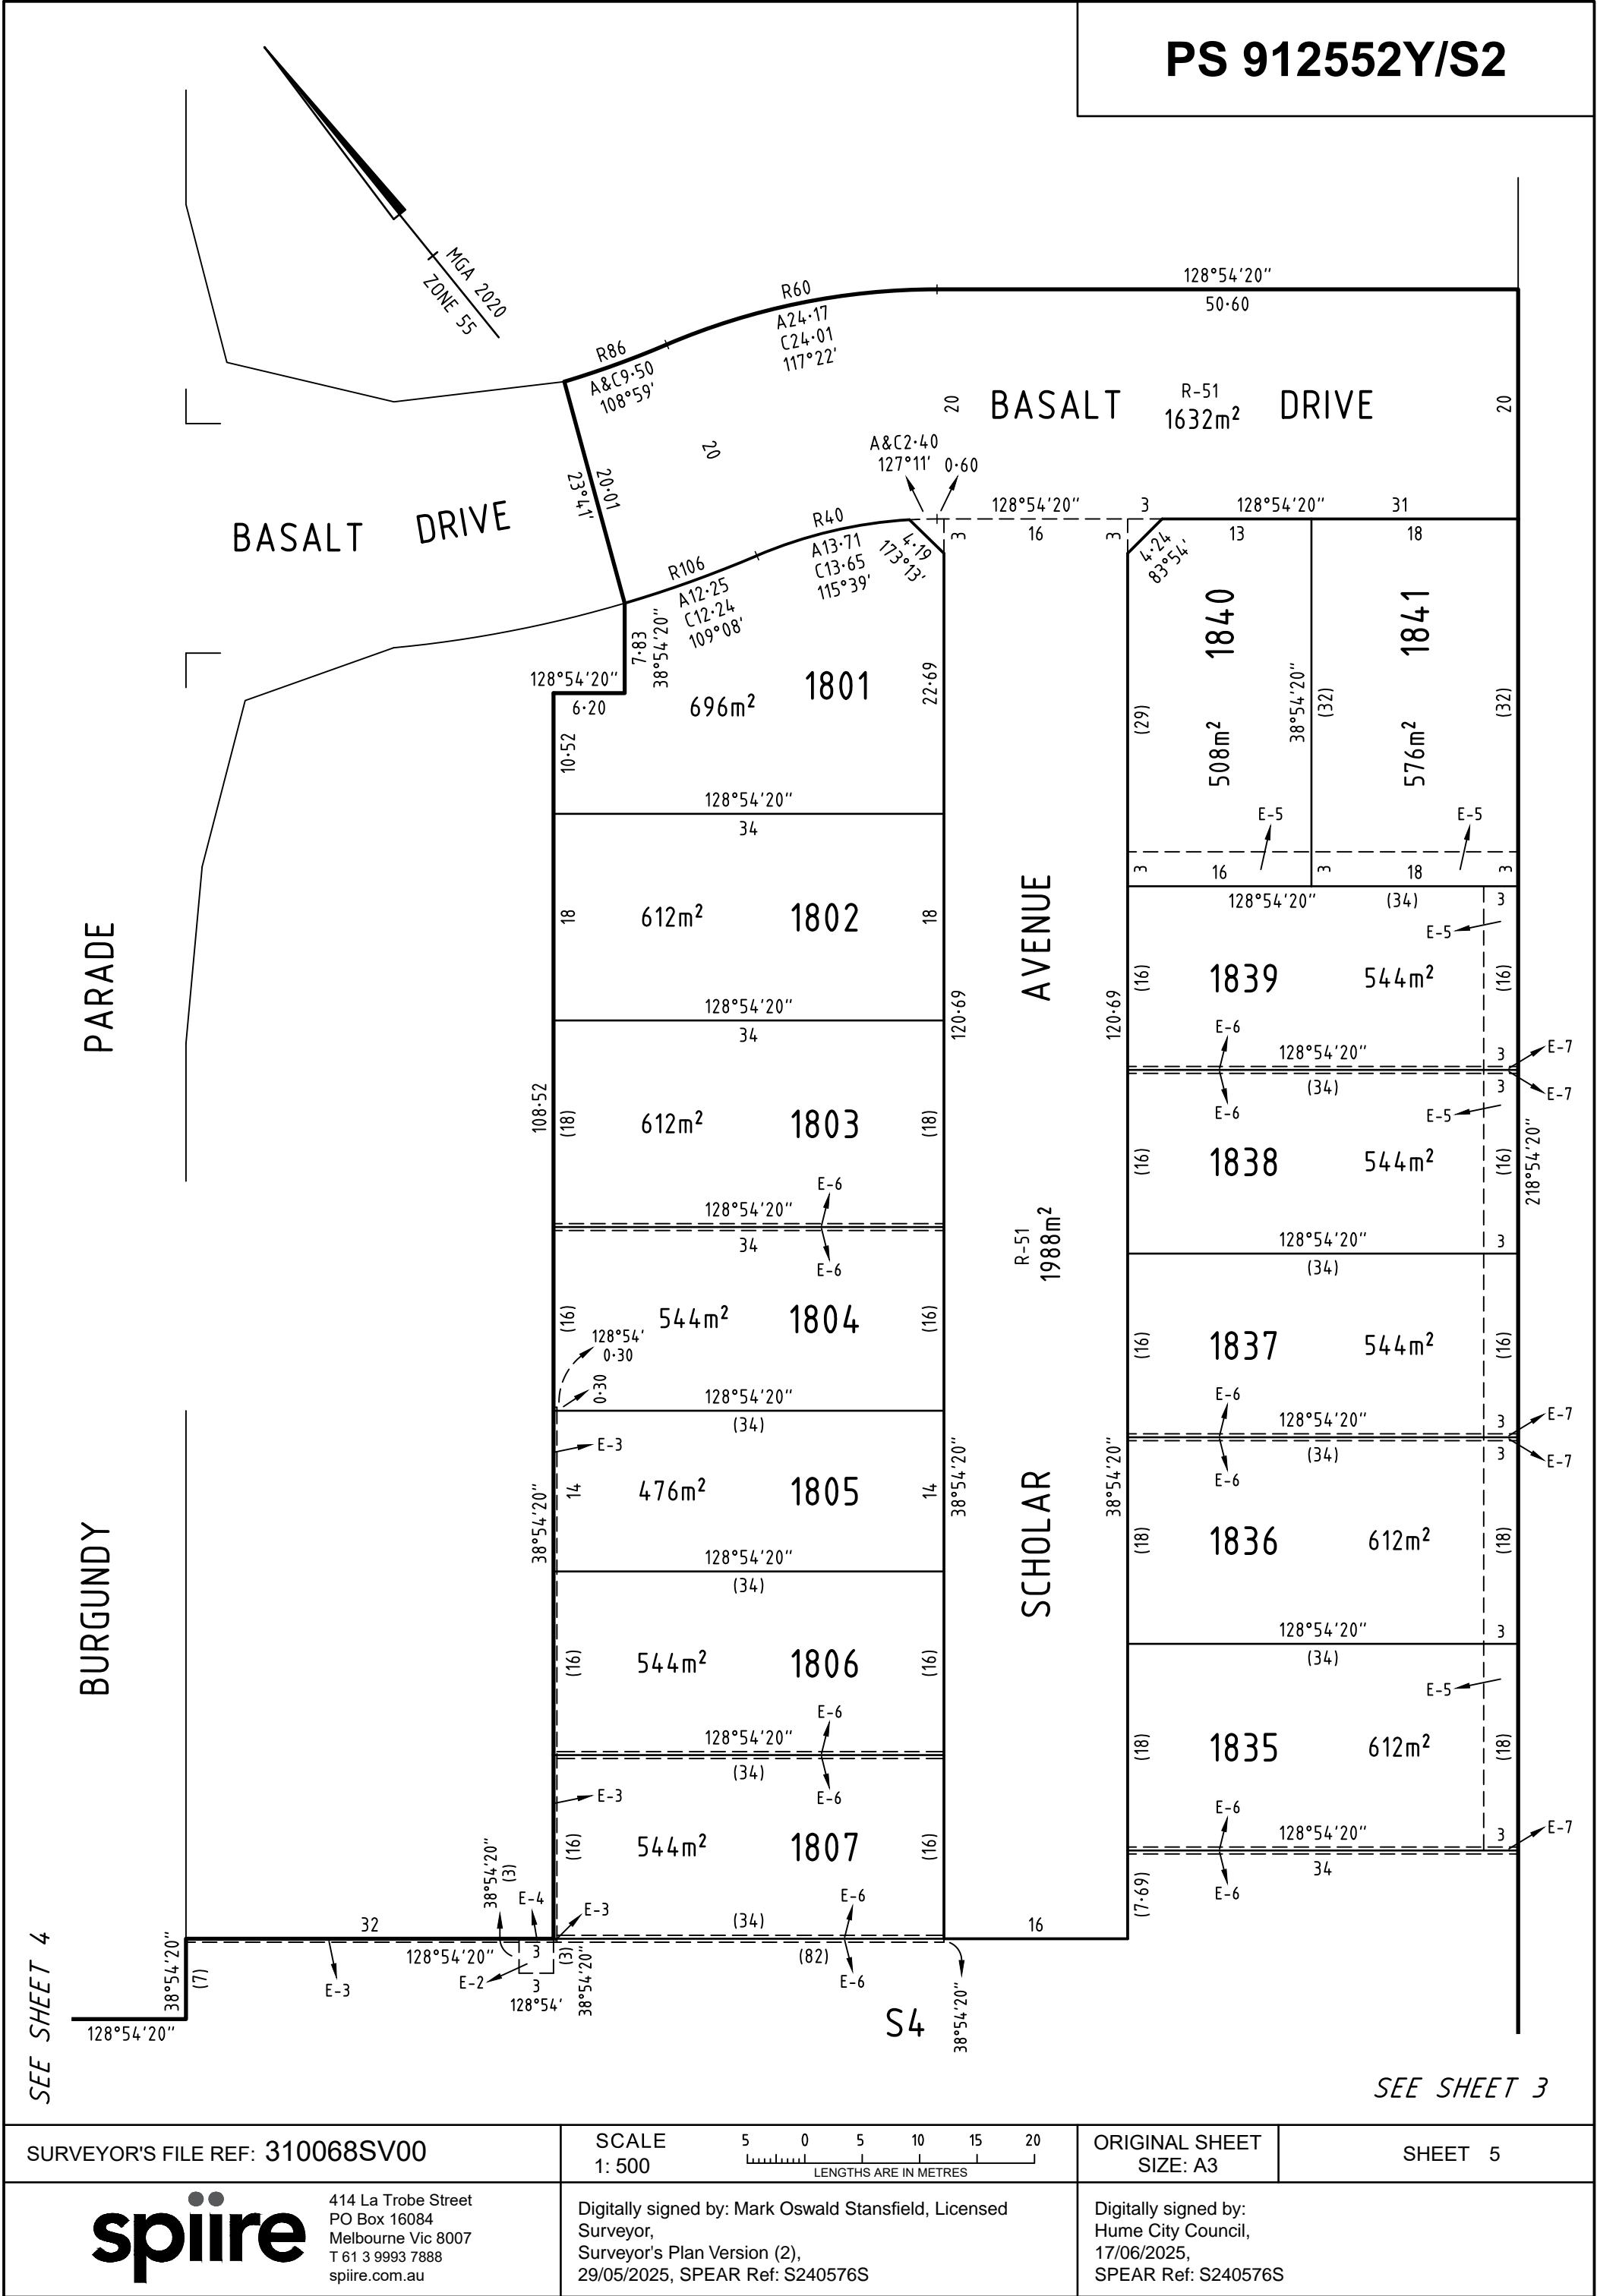 PS 912552Y/S2
MGA 2020
ZONE 55
128°54'20"
50·60
R60
A24·17
C24·01
117°22'
R86
A&C9·50
108°59'
20
20
BASALT DRIVE
R-51
1632m²
20
A&C2·40
127°11'
0·60
20·01
23°41'
BASALT DRIVE
128°54'20"
16
3
3
3
128°54'20"
31
13
18
R40
A13·71
C13·65
115°39'
4·19
173°13'
4·24
83°54'
R106
A12·25
C12·24
109°08'
7·83
38°54'20"
128°54'20"
6·20
10·52
696m²
1801
22·69
128°54'20"
34
1840
508m²
(29)
38°54'20"
(32)
1841
576m²
(32)
E-5
E-5
3
16
3
18
3
128°54'20"
(34)
3
E-5
18
612m²
1802
18
128°54'20"
34
AVENUE
120·69
120·69
(16)
1839
544m²
(16)
E-6
128°54'20"
3
E-7
(34)
3
E-7
E-6
E-5
PARADE
108·52
(18)
612m²
1803
(18)
(16)
1838
544m²
(16)
218°54'20"
E-6
128°54'20"
34
E-6
R-51
1988m²
128°54'20"
3
(34)
(16)
544m²
1804
(16)
128°54'
0·30
0·30
128°54'20"
(34)
(16)
1837
544m²
(16)
E-6
128°54'20"
3
E-7
(34)
3
E-7
E-6
E-3
38°54'20"
14
476m²
1805
14
38°54'20"
38°54'20"
128°54'20"
(34)
SCHOLAR
(18)
1836
612m²
(18)
128°54'20"
3
(34)
BURGUNDY
(16)
544m²
1806
(16)
E-6
128°54'20"
(34)
E-6
E-5
(18)
1835
612m²
(18)
E-6
128°54'20"
3
E-7
34
E-6
E-3
(16)
544m²
1807
(16)
(7·69)
38°54'20"
(3)
E-4
E-3
E-6
32
(34)
16
128°54'20"
3
(3)
38°54'20"
(82)
E-6
E-3
E-2
3
128°54'
38°54'20"
(7)
128°54'20"
38°54'20"
S4
SEE SHEET 4
SEE SHEET 3
SURVEYOR'S FILE REF: 310068SV00
SCALE
1: 500
5 0 5 10 15 20
LENGTHS ARE IN METRES
ORIGINAL SHEET
SIZE: A3
SHEET 5
spiire
414 La Trobe Street
PO Box 16084
Melbourne Vic 8007
T 61 3 9993 7888
spiire.com.au
Digitally signed by: Mark Oswald Stansfield, Licensed
Surveyor,
Surveyor's Plan Version (2),
29/05/2025, SPEAR Ref: S240576S
Digitally signed by:
Hume City Council,
17/06/2025,
SPEAR Ref: S240576S